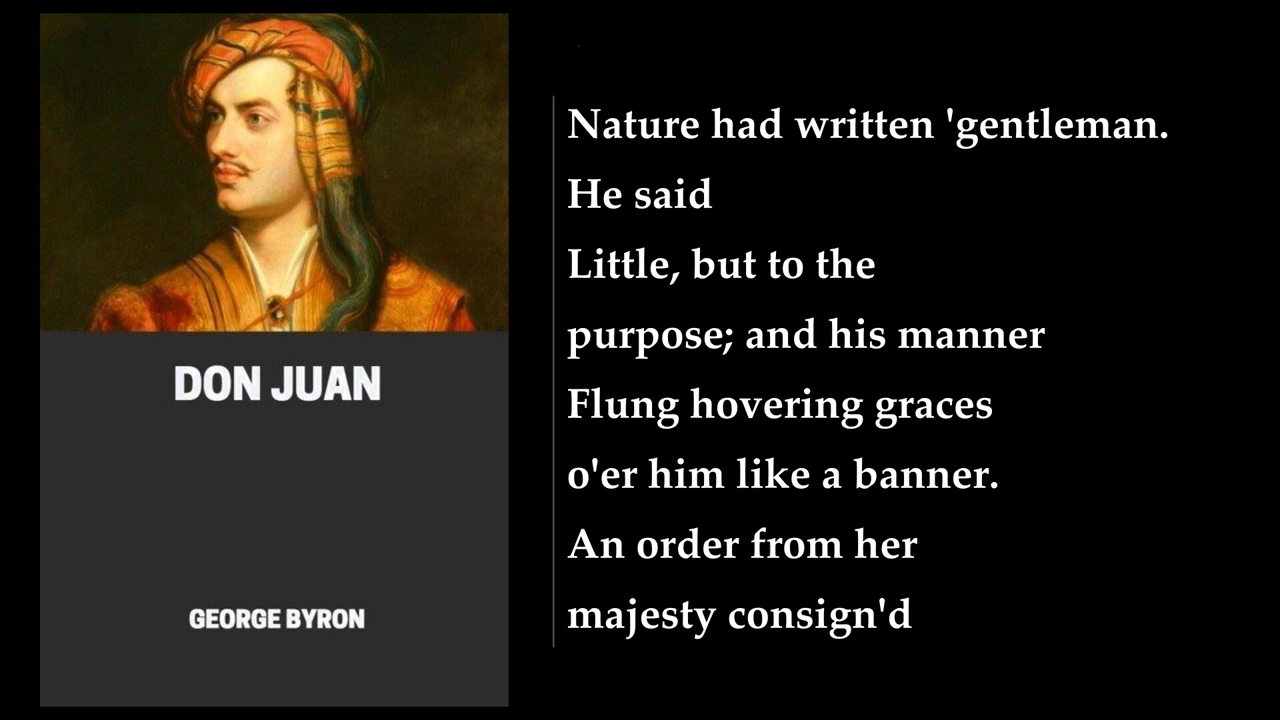 DON JUAN
GEORGE BYRON
Nature had written 'gentleman.
He said
Little, but to the
purpose; and his manner
Flung hovering graces
o'er him like a banner.
An order from her
majesty consign'd